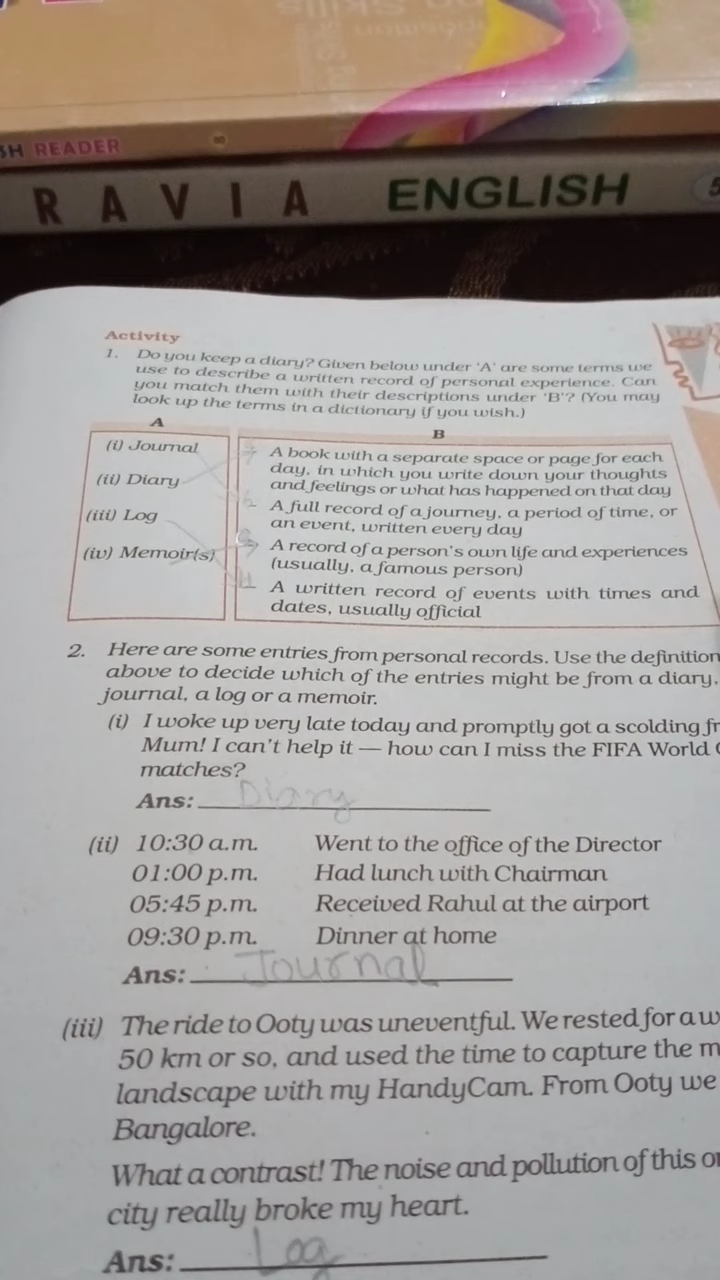 SH READER
RAVIA ENGLISH 5
Activity
1. Do you keep a diary? Given below under 'A' are some terms we
use to describe a written record of personal experience. Can
you match them with their descriptions under 'B'? (You may
look up the terms in a dictionary if you wish.)
A
B
(i) Journal
(ii) Diary
(iii) Log
(iv) Memoir(s)
A book with a separate space or page for each
day, in which you write down your thoughts
and feelings or what has happened on that day
A full record of a journey, a period of time, or
an event, written every day
A record of a person's own life and experiences
(usually, a famous person)
A written record of events with times and
dates, usually official
2. Here are some entries from personal records. Use the definition
above to decide which of the entries might be from a diary,
journal, a log or a memoir.
(i) I woke up very late today and promptly got a scolding fr
Mum! I can't help it — how can I miss the FIFA World
matches?
Ans: Diary
(ii) 10:30 a.m. Went to the office of the Director
01:00 p.m. Had lunch with Chairman
05:45 p.m. Received Rahul at the airport
09:30 p.m. Dinner at home
Ans: Journal
(iii) The ride to Ooty was uneventful. We rested for a w
50 km or so, and used the time to capture the m
landscape with my HandyCam. From Ooty we
Bangalore.
What a contrast! The noise and pollution of this o
city really broke my heart.
Ans: Log